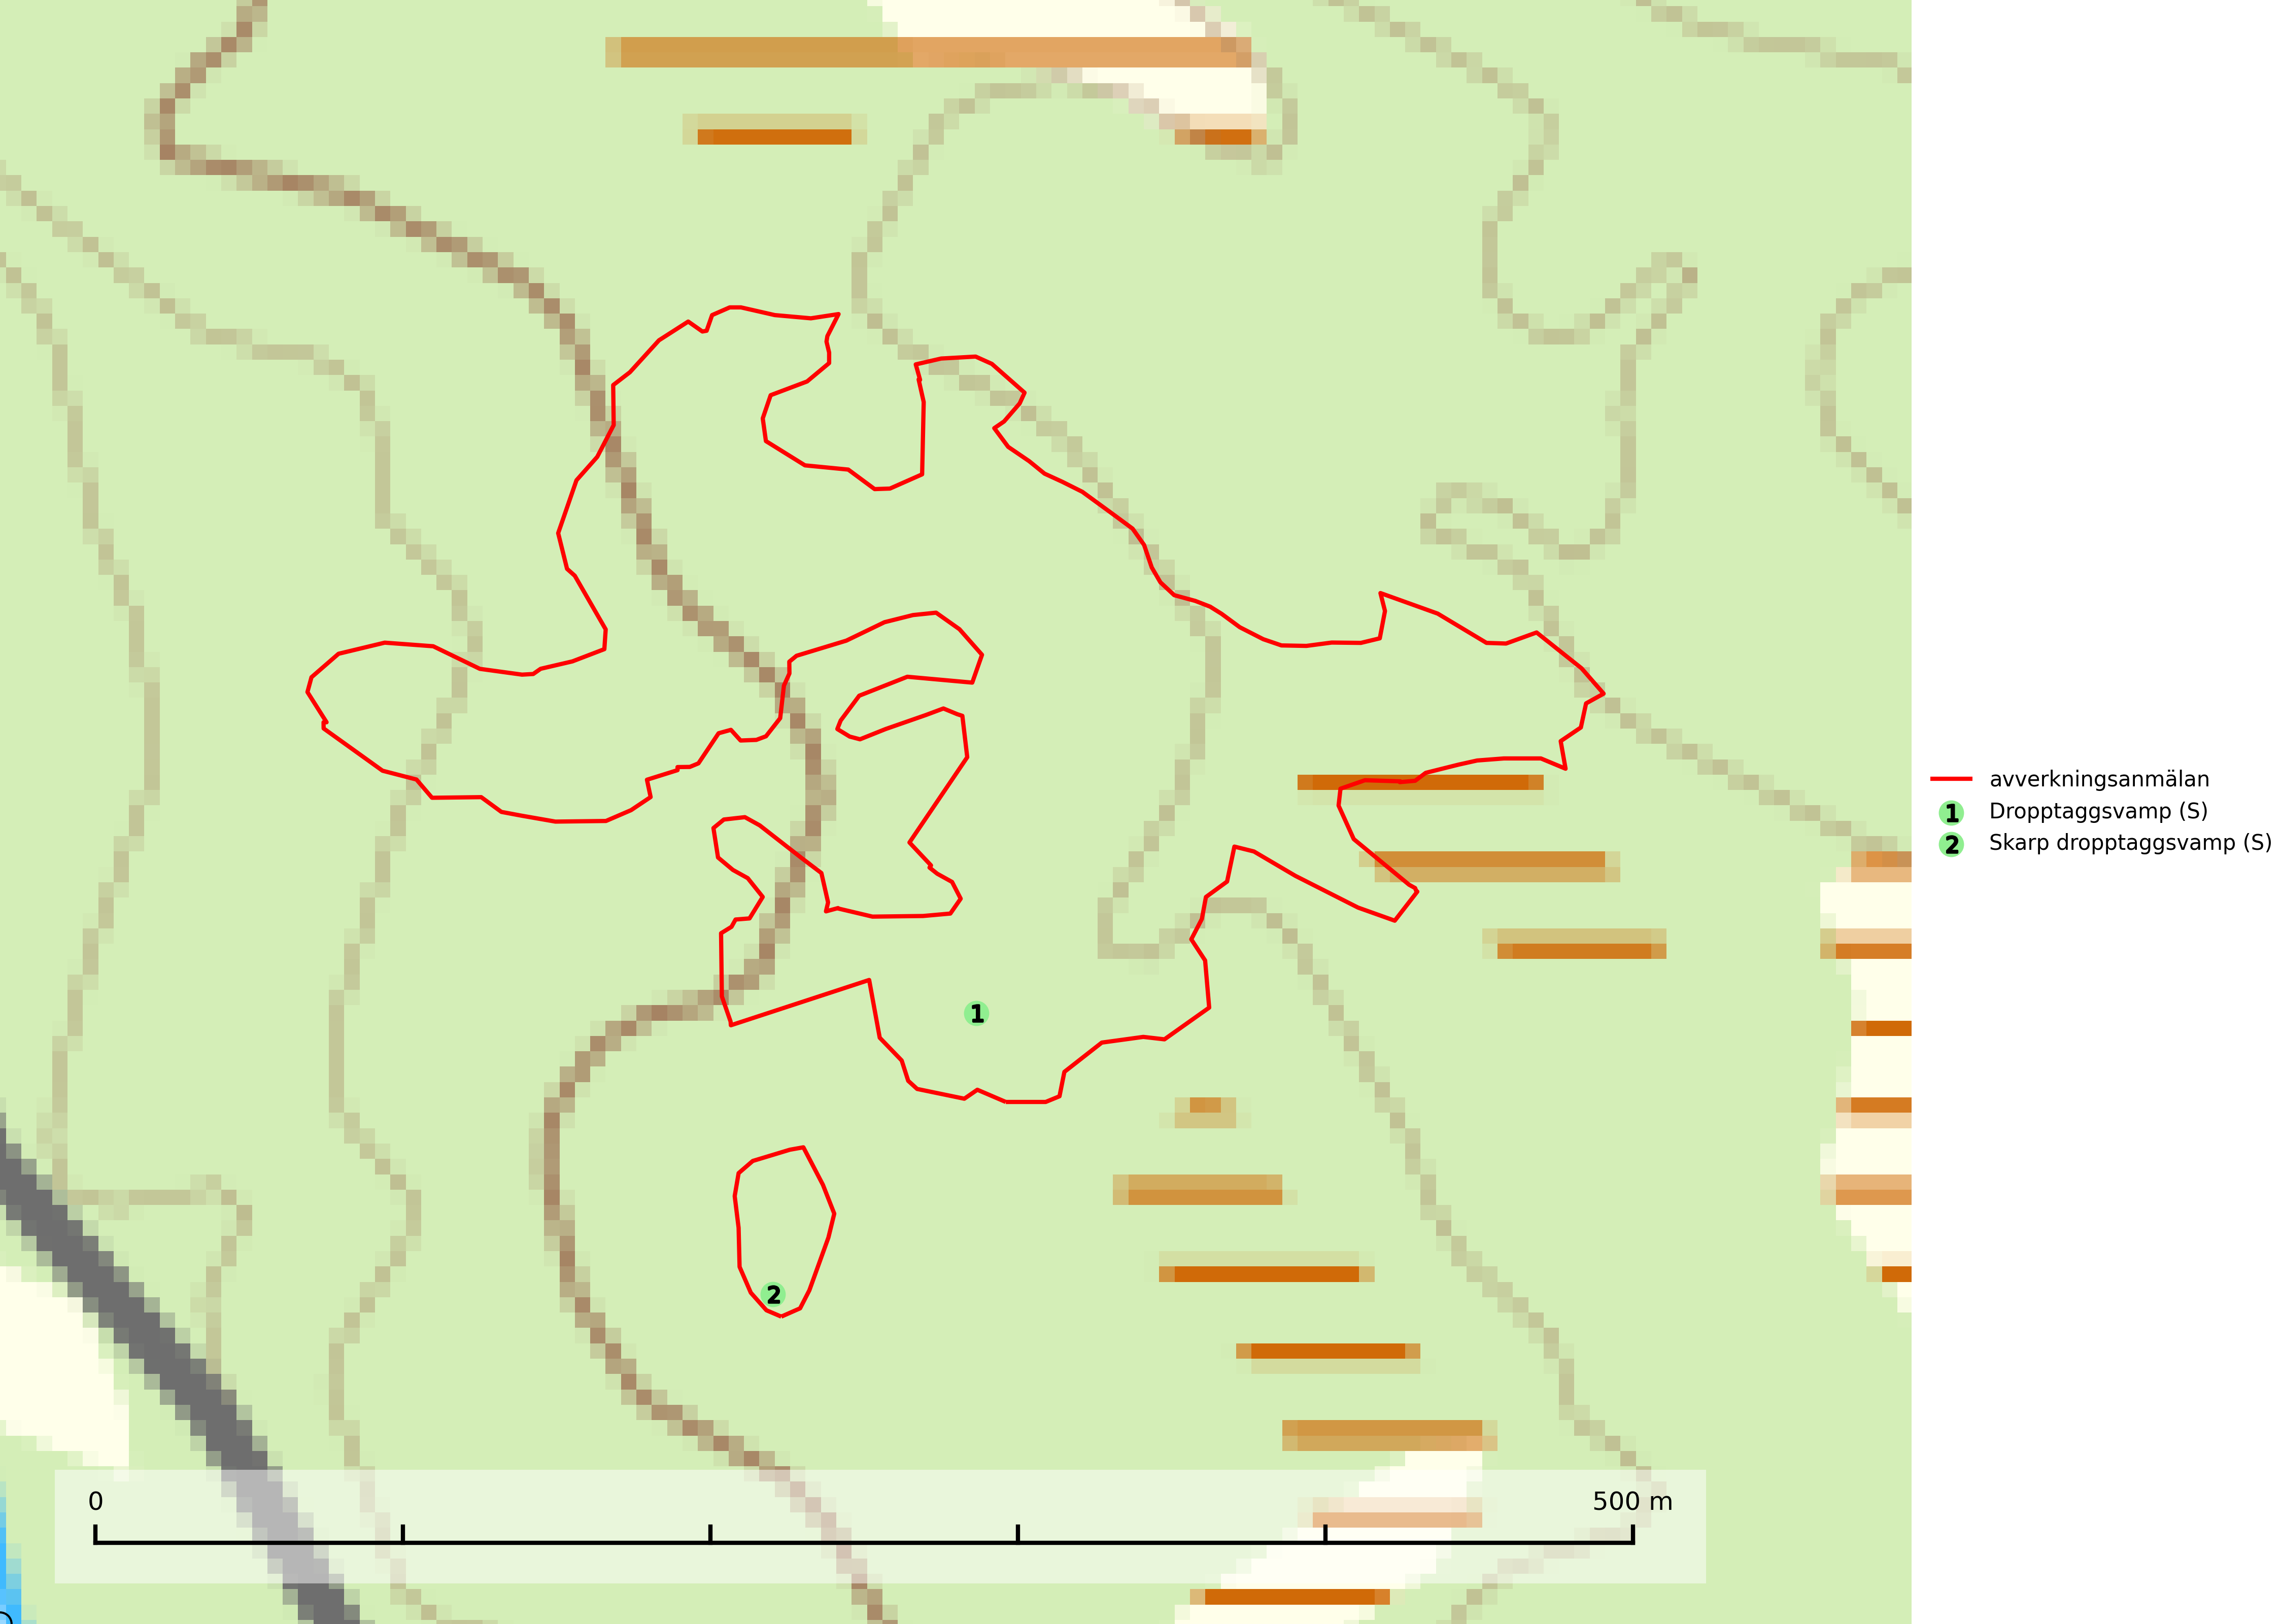 avverkningsanmälan
1 Dropptaggsvamp (S)
2 Skarp dropptaggsvamp (S)
1
2
0 500 m